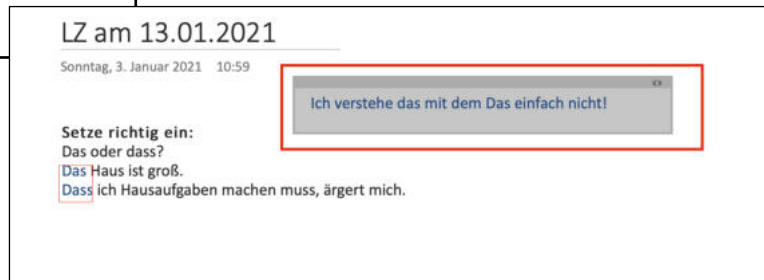 LZ am 13.01.2021
Sonntag, 3. Januar 2021 10:59
Ich verstehe das mit dem Das einfach nicht!
Setze richtig ein:
Das oder dass?
Das Haus ist groß.
Dass ich Hausaufgaben machen muss, ärgert mich.